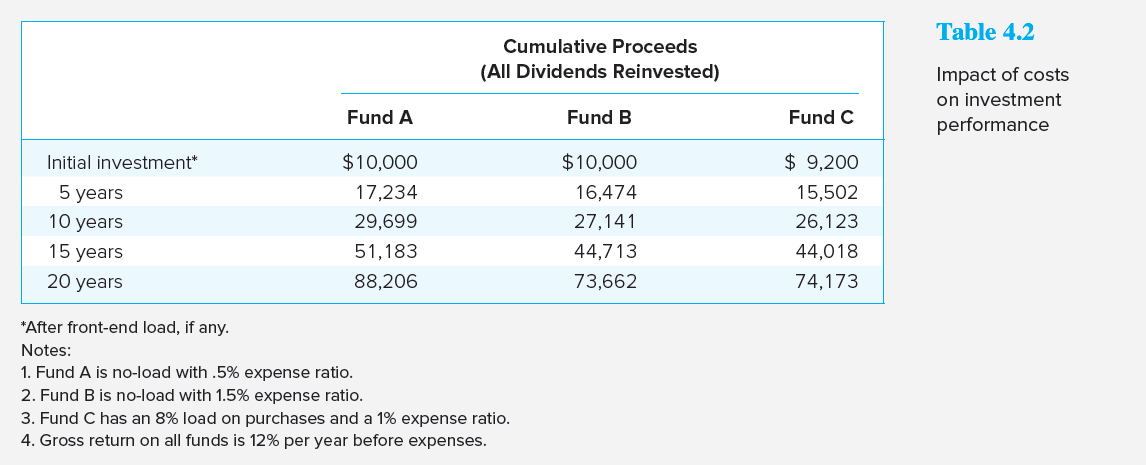 Cumulative Proceeds
(All Dividends Reinvested)
Fund A Fund B Fund C
Initial investment* $10,000 $10,000 $ 9,200
5 years 17,234 16,474 15,502
10 years 29,699 27,141 26,123
15 years 51,183 44,713 44,018
20 years 88,206 73,662 74,173
*After front-end load, if any.
Notes:
1. Fund A is no-load with .5% expense ratio.
2. Fund B is no-load with 1.5% expense ratio.
3. Fund C has an 8% load on purchases and a 1% expense ratio.
4. Gross return on all funds is 12% per year before expenses.
Table 4.2
Impact of costs
on investment
performance